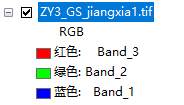 ZY3_GS_jiangxia1.tif
RGB
红色: Band_3
绿色: Band_2
蓝色: Band_1